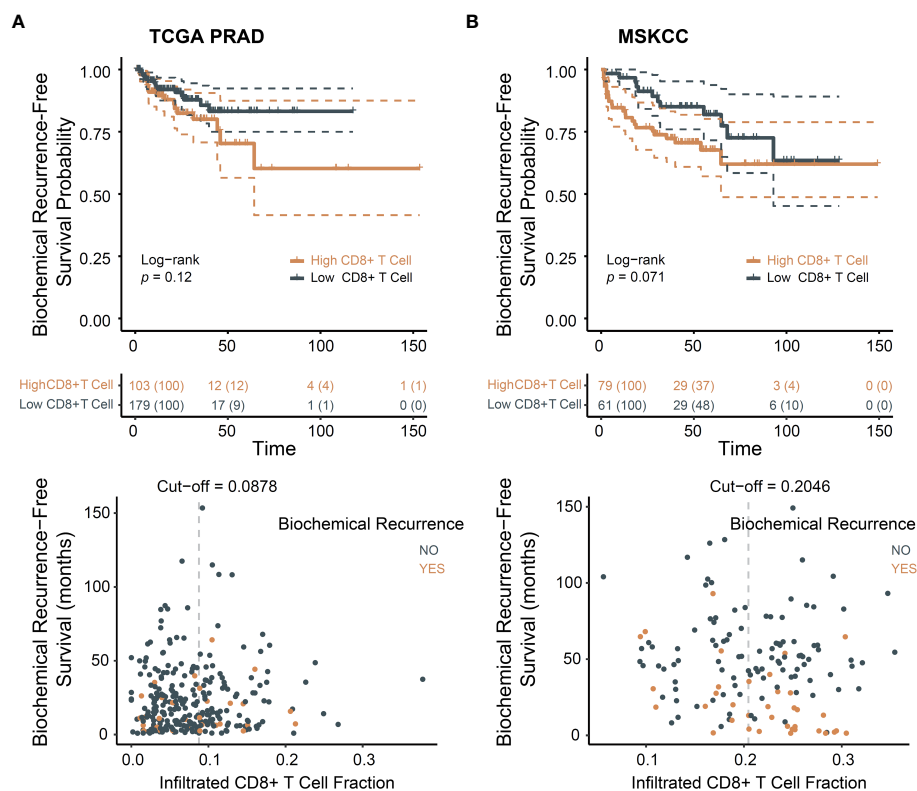 A
TCGA PRAD
Biochemical Recurrence−Free
Survival Probability
1.00
0.75
0.50
0.25
0.00
Log−rank
p = 0.12
High CD8+ T Cell
Low CD8+ T Cell
0 50 100 150
HighCD8+T Cell 103 (100) 12 (12) 4 (4) 1 (1)
Low CD8+T Cell 179 (100) 17 (9) 1 (1) 0 (0)
0 50 100 150
Time
Cut−off = 0.0878
Biochemical Recurrence−Free
Survival (months)
150
100
50
0
Biochemical Recurrence
NO
YES
0.0 0.1 0.2 0.3
Infiltrated CD8+ T Cell Fraction
B
MSKCC
Biochemical Recurrence−Free
Survival Probability
1.00
0.75
0.50
0.25
0.00
Log−rank
p = 0.071
High CD8+ T Cell
Low CD8+ T Cell
0 50 100 150
HighCD8+T Cell 79 (100) 29 (37) 3 (4) 0 (0)
Low CD8+T Cell 61 (100) 29 (48) 6 (10) 0 (0)
0 50 100 150
Time
Cut−off = 0.2046
Biochemical Recurrence−Free
Survival (months)
150
100
50
0
Biochemical Recurrence
NO
YES
0.1 0.2 0.3
Infiltrated CD8+ T Cell Fraction